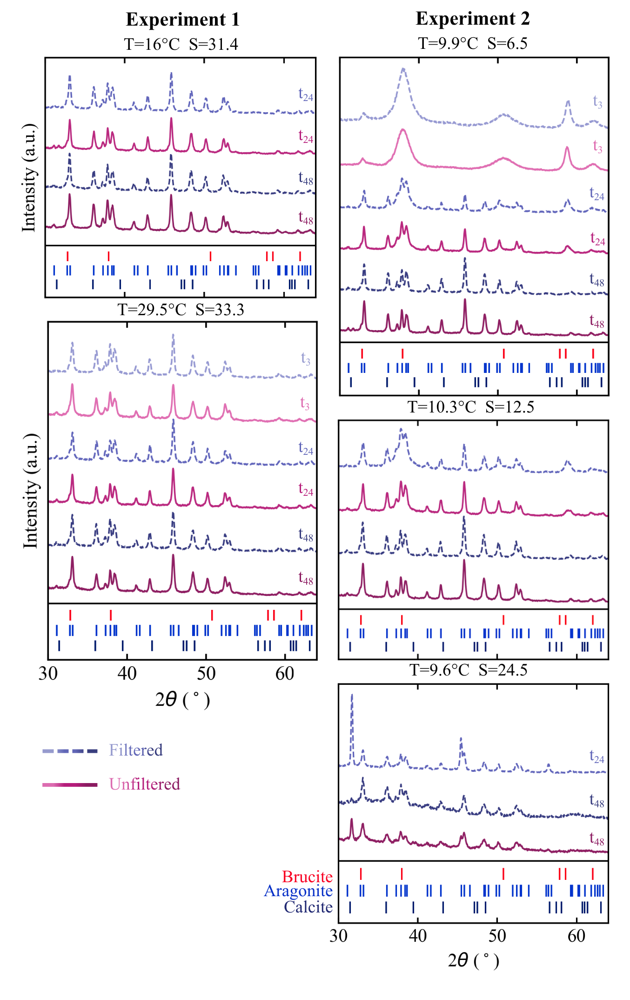 Experiment 1
T=16°C S=31.4
Intensity (a.u.)
t24
t24
t48
t48
T=29.5°C S=33.3
Intensity (a.u.)
t3
t3
t24
t24
t48
t48
30 40 50 60
2θ (°)
Filtered
Unfiltered
Experiment 2
T=9.9°C S=6.5
t3
t3
t24
t24
t48
t48
T=10.3°C S=12.5
T=9.6°C S=24.5
t24
t48
t48
Brucite
Aragonite
Calcite
30 40 50 60
2θ (°)